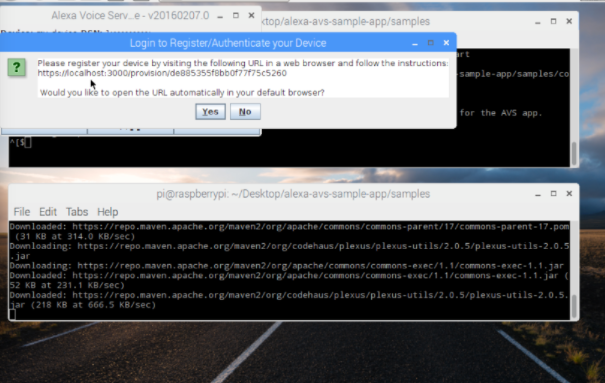 Alexa Voice Serv...e - v20160207.0
ktop/alexa-avs-sample-app/samples
Login to Register/Authenticate your Device
Please register your device by visiting the following URL in a web browser and follow the instructions:
https://localhost:3000/provision/de885355f8bb0f77f75c5260
Would you like to open the URL automatically in your default browser?
Yes No
art
-sample-app/samples/co
for the AVS app.
^[$
pi@raspberrypi: ~/Desktop/alexa-avs-sample-app/samples
File Edit Tabs Help
Downloaded: https://repo.maven.apache.org/maven2/org/apache/commons/commons-parent/17/commons-parent-17.pom
(31 KB at 314.0 KB/sec)
Downloading: https://repo.maven.apache.org/maven2/org/codehaus/plexus/plexus-utils/2.0.5/plexus-utils-2.0.5
.jar
Downloading: https://repo.maven.apache.org/maven2/org/apache/commons/commons-exec/1.1/commons-exec-1.1.jar
Downloaded: https://repo.maven.apache.org/maven2/org/apache/commons/commons-exec/1.1/commons-exec-1.1.jar (
52 KB at 231.1 KB/sec)
Downloaded: https://repo.maven.apache.org/maven2/org/codehaus/plexus/plexus-utils/2.0.5/plexus-utils-2.0.5.
jar (218 KB at 666.5 KB/sec)